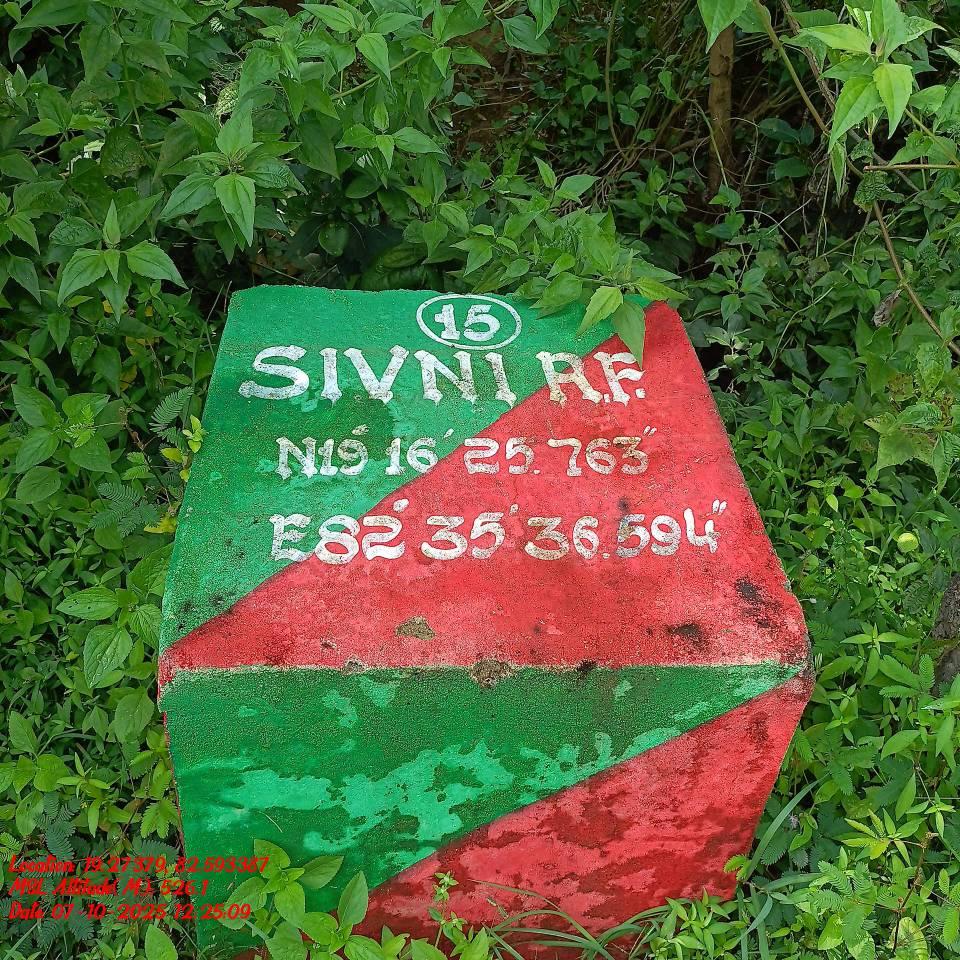 15
SIVNI R.F.
N19° 16' 25.763"
E82° 35' 36.594"
Location: 19.27379, 82.593387
MSL Altitude( M ): 526.1
Date 07-10-2025 12:25:09